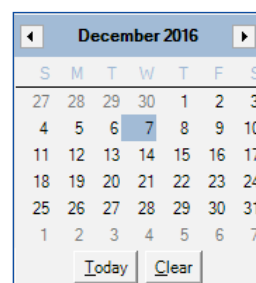 December 2016
S M T W T F S
27 28 29 30 1 2 3
4 5 6 7 8 9 10
11 12 13 14 15 16 17
18 19 20 21 22 23 24
25 26 27 28 29 30 31
1 2 3 4 5 6 7
Today Clear